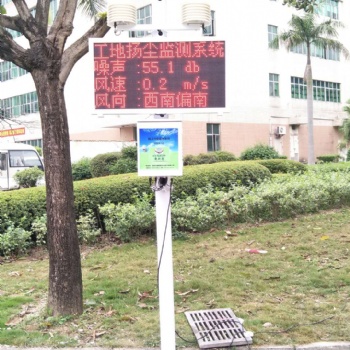 工地扬尘监测系统
噪声:55.1 db
风速:0.2 m/s
风向:西南偏南